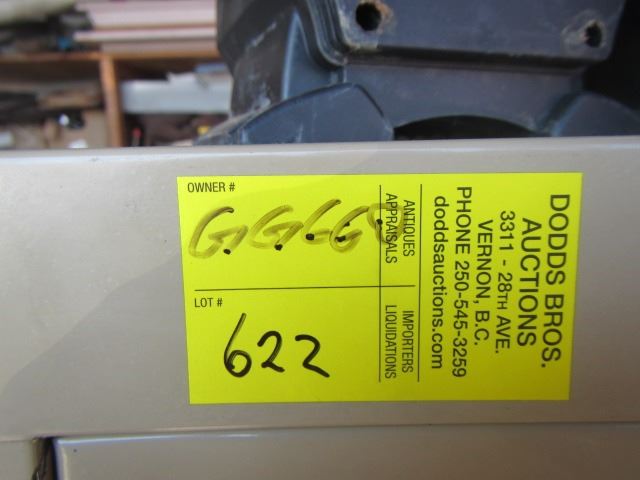 OWNER #
LOT #
622
ANTIQUES
APPRAISALS
IMPORTERS
LIQUIDATIONS
DODDS BROS.
AUCTIONS
3311 - 28TH AVE.
VERNON, B.C.
PHONE 250-545-3259
doddsauctions.com